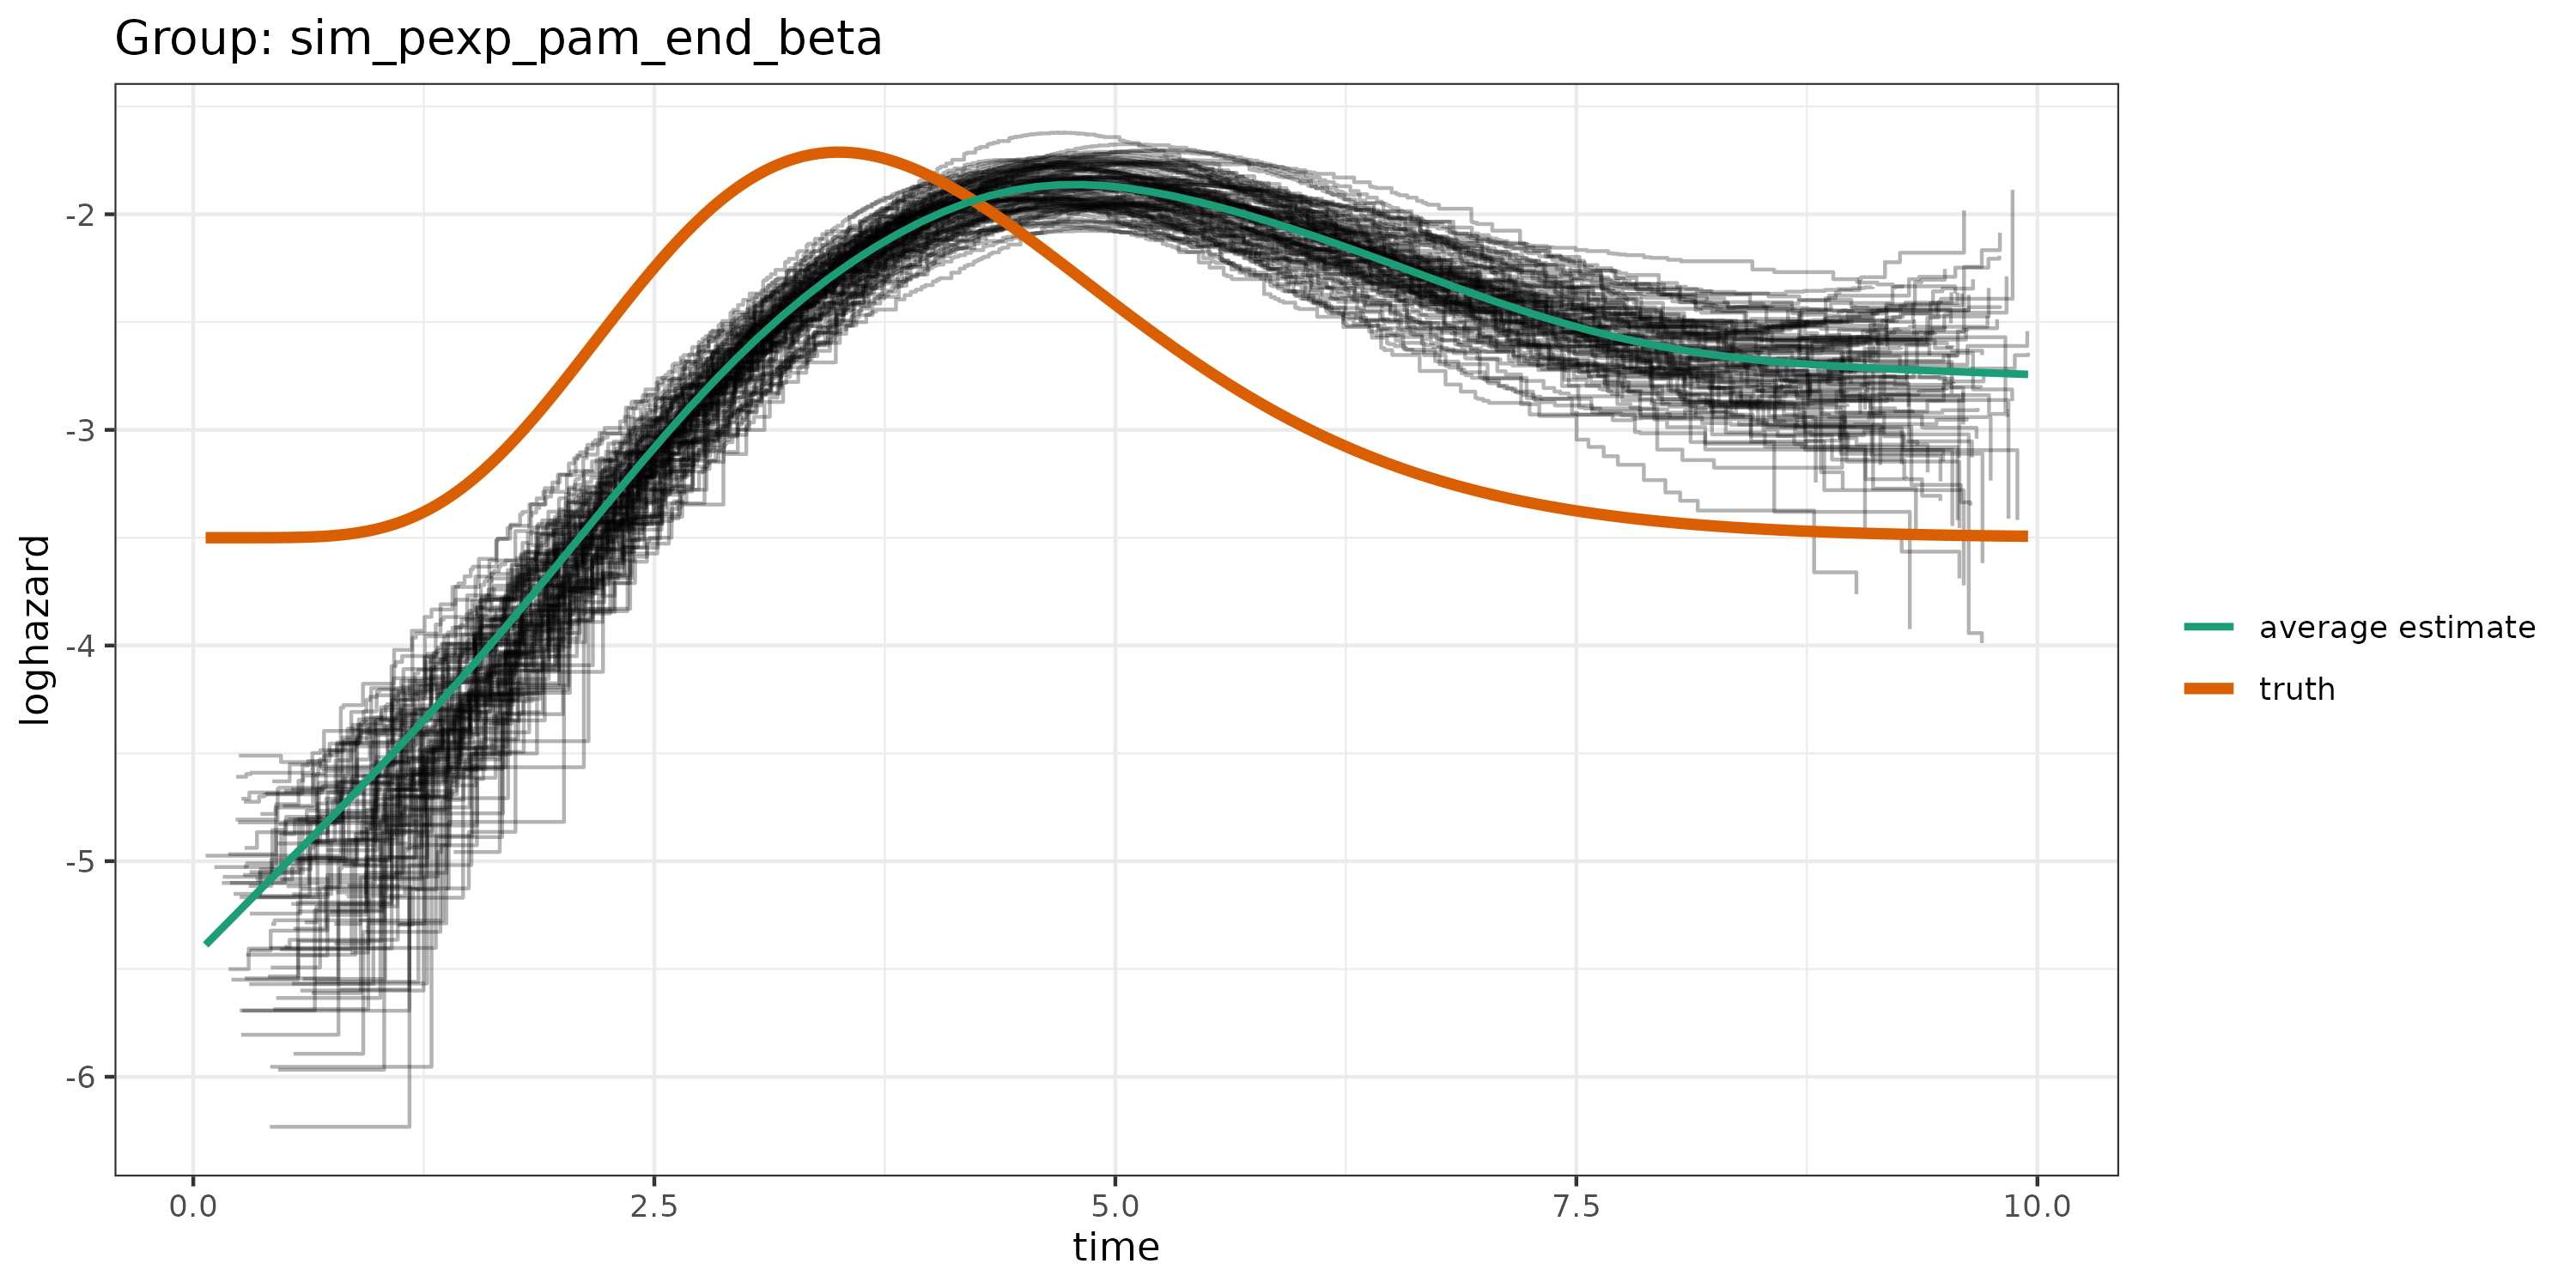 Group: sim_pexp_pam_end_beta
loghazard
-2
-3
-4
-5
-6
0.0 2.5 5.0 7.5 10.0
time
average estimate
truth